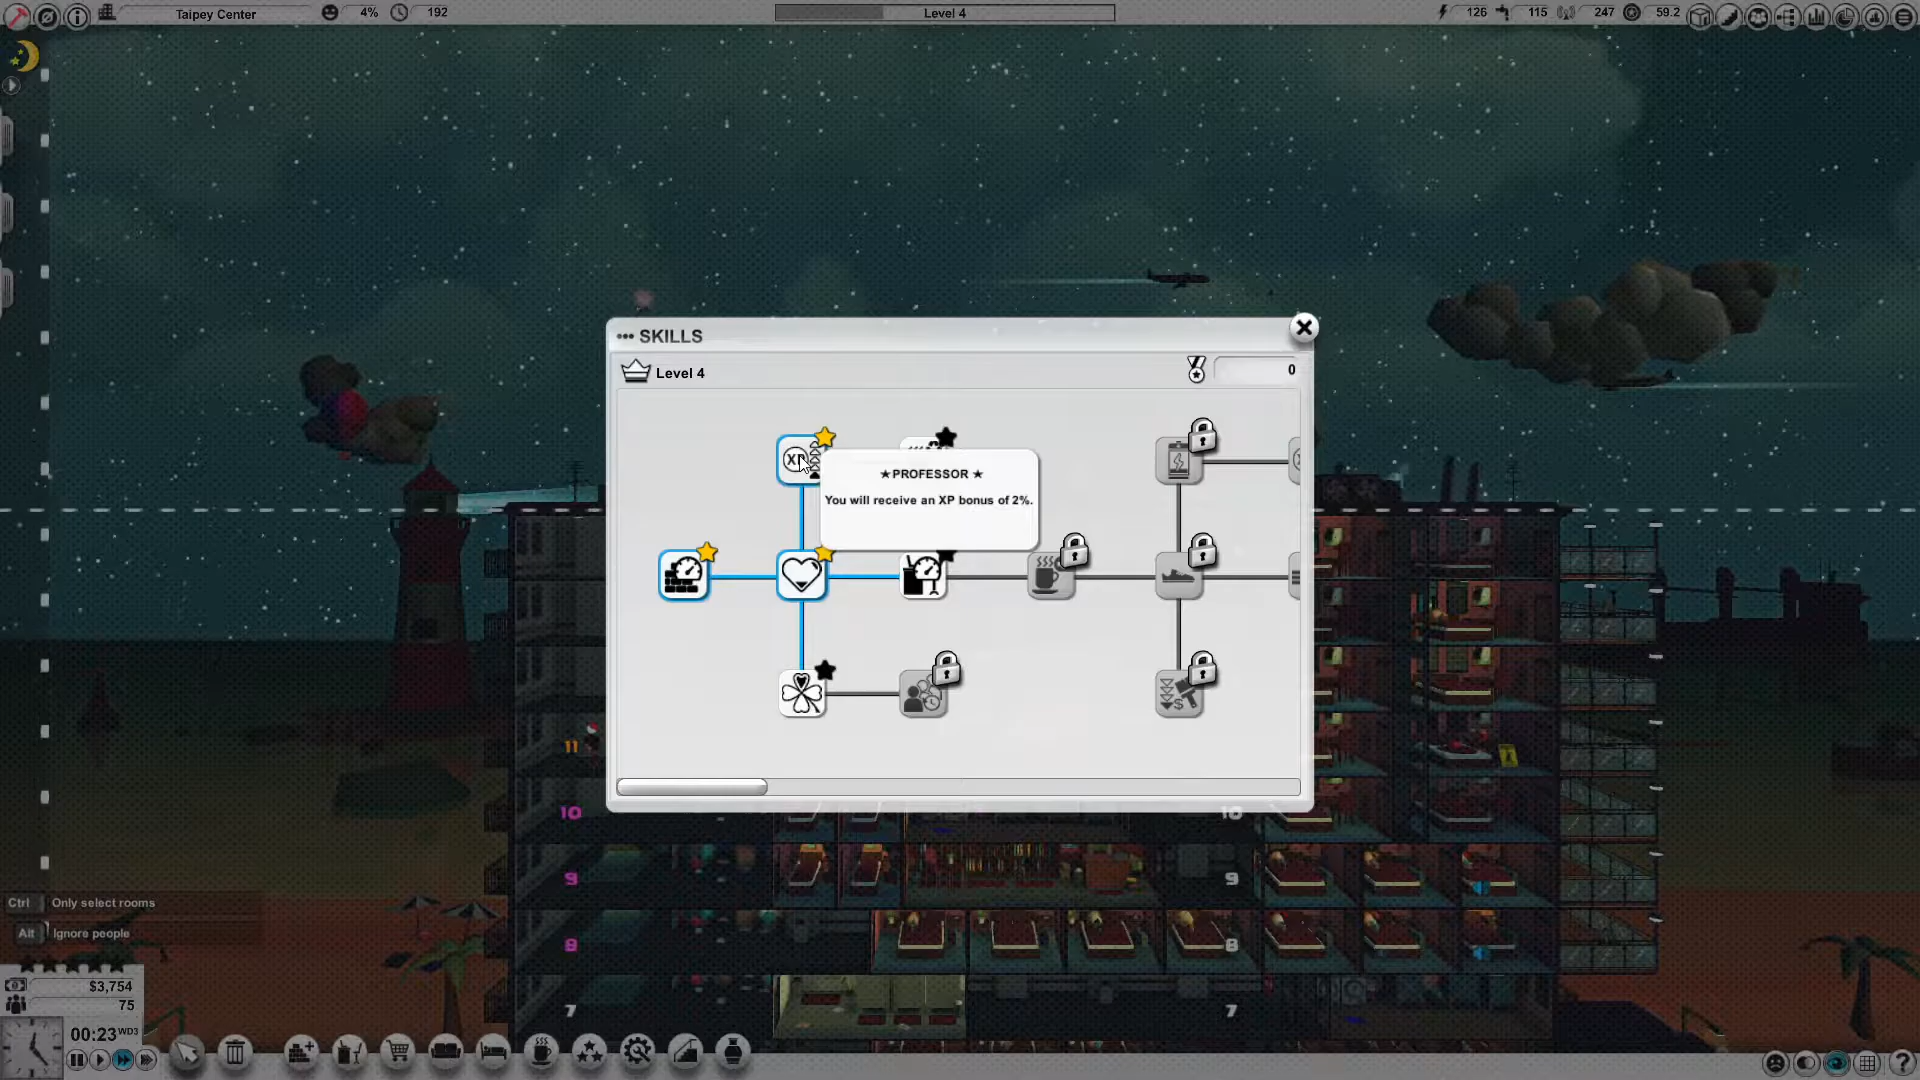 Taipey Center
4%
192
Level 4
126
115
247
59.2
SKILLS
Level 4
0
XP
★PROFESSOR ★
You will receive an XP bonus of 2%.
$
11
10
10
9
9
8
8
7
7
Ctrl
Only select rooms
Alt
Ignore people
$3,754
75
00:23 WD3
?